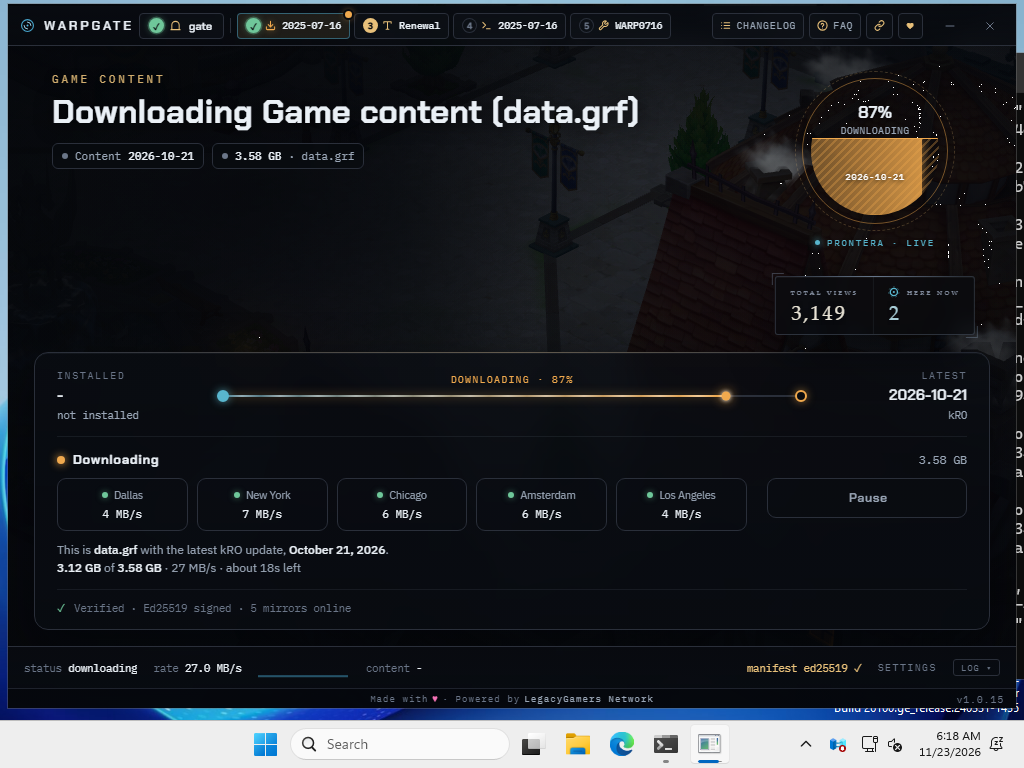 WARPGATE
gate
2025-07-16
3 Renewal
4 2025-07-16
5 WARP0716
CHANGELOG
FAQ
GAME CONTENT
Downloading Game content (data.grf)
Content 2026-10-21
3.58 GB · data.grf
87%
DOWNLOADING
2026-10-21
PRONTERA · LIVE
TOTAL VIEWS
3,149
HERE NOW
2
INSTALLED
-
not installed
DOWNLOADING · 87%
LATEST
2026-10-21
kRO
Downloading
3.58 GB
Dallas
4 MB/s
New York
7 MB/s
Chicago
6 MB/s
Amsterdam
6 MB/s
Los Angeles
4 MB/s
Pause
This is data.grf with the latest kRO update, October 21, 2026.
3.12 GB of 3.58 GB · 27 MB/s · about 18s left
✓ Verified · Ed25519 signed · 5 mirrors online
status downloading
rate 27.0 MB/s
content -
manifest ed25519 ✓
SETTINGS
LOG
Made with ♥ · Powered by LegacyGamers Network
v1.0.15
Search
6:18 AM
11/23/2026